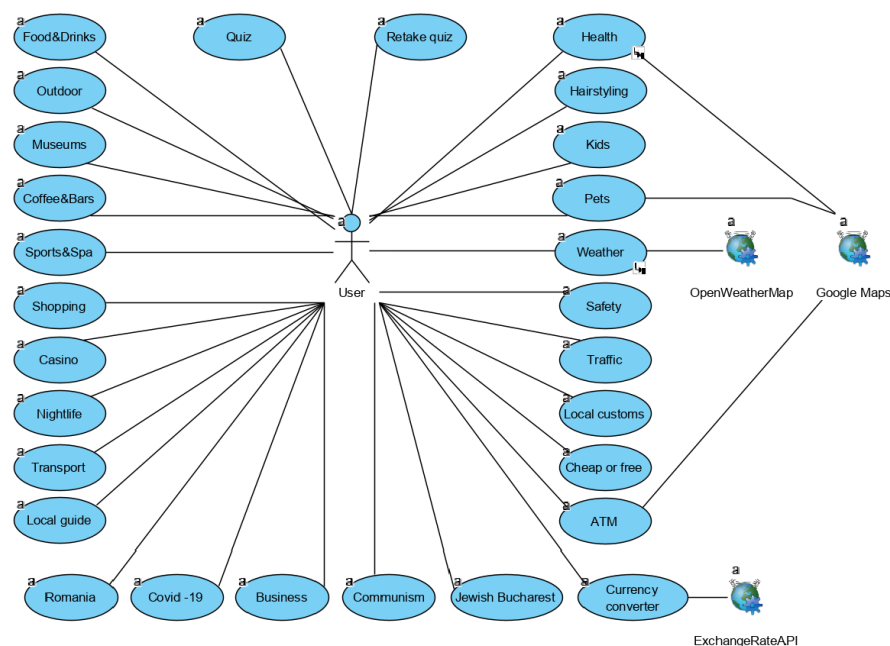 a
Food&Drinks
a
Quiz
a
Retake quiz
a
Health
a
Outdoor
a
Hairstyling
a
Museums
a
Kids
a
Coffee&Bars
a
Pets
a
User
a
Sports&Spa
a
Weather
a
OpenWeatherMap
a
Google Maps
a
Shopping
a
Safety
a
Casino
a
Traffic
a
Nightlife
a
Local customs
a
Transport
a
Cheap or free
a
Local guide
a
ATM
a
Romania
a
Covid -19
a
Business
a
Communism
a
Jewish Bucharest
a
Currency
converter
a
ExchangeRateAPI